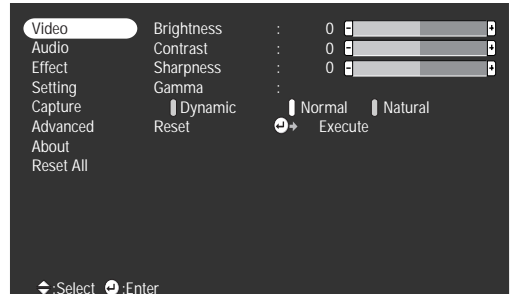 Video Brightness : 0 - +
Audio Contrast : 0 - +
Effect Sharpness : 0 - +
Setting Gamma :
Capture Dynamic Normal Natural
Advanced Reset Execute
About
Reset All
:Select :Enter